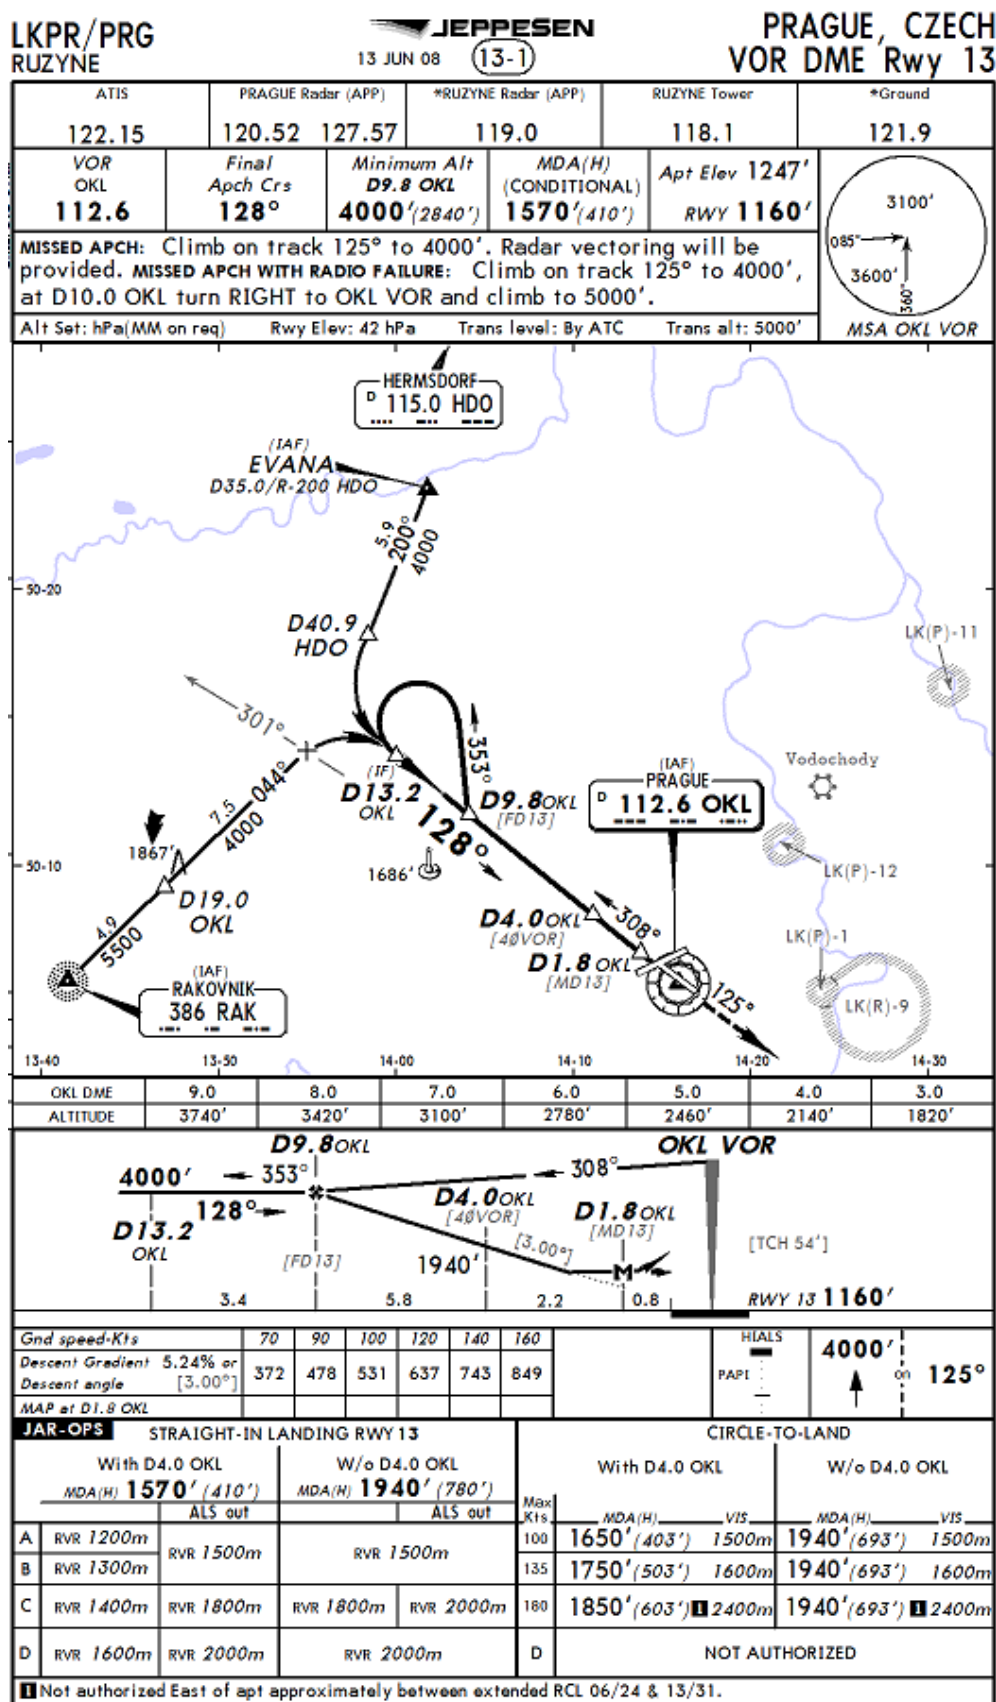 LKPR/PRG
RUZYNE
JEPPESEN
13 JUN 08 13-1
PRAGUE, CZECH
VOR DME Rwy 13
ATIS PRAGUE Radar (APP) *RUZYNE Radar (APP) RUZYNE Tower *Ground
122.15 120.52 127.57 119.0 118.1 121.9
VOR OKL 112.6
Final Apch Crs 128°
Minimum Alt D9.8 OKL 4000'(2840')
MDA(H) (CONDITIONAL) 1570'(410')
Apt Elev 1247'
RWY 1160'
3100'
085°
3600'
360°
MSA OKL VOR
MISSED APCH: Climb on track 125° to 4000'. Radar vectoring will be
provided. MISSED APCH WITH RADIO FAILURE: Climb on track 125° to 4000',
at D10.0 OKL turn RIGHT to OKL VOR and climb to 5000'.
Alt Set: hPa(MM on req) Rwy Elev: 42 hPa Trans level: By ATC Trans alt: 5000'
HERMSDORF
D 115.0 HDO
(IAF)
EVANA
D35.0/R-200 HDO
5.9
200°
4000
50-20
D40.9
HDO
LK(P)-11
301°
353°
(IF)
D13.2
OKL
D9.8 OKL
[FD13]
(IAF)
PRAGUE
D 112.6 OKL
Vodochody
7.5 044°
4000
128°
1867'
50-10
1686'
LK(P)-12
D19.0
OKL
D4.0 OKL
[40VOR]
308°
LK(P)-1
4.9
5500
D1.8 OKL
[MD13]
(IAF)
RAKOVNIK
386 RAK
125°
LK(R)-9
13-40 13-50 14-00 14-10 14-20 14-30
OKL DME 9.0 8.0 7.0 6.0 5.0 4.0 3.0
ALTITUDE 3740' 3420' 3100' 2780' 2460' 2140' 1820'
D9.8 OKL OKL VOR
4000' 353° 308°
128°
D13.2
OKL
D4.0 OKL
[40VOR]
D1.8 OKL
[MD13]
[FD13] 1940' [3.00°] M [TCH 54']
3.4 5.8 2.2 0.8 RWY 13 1160'
Gnd speed-Kts 70 90 100 120 140 160
Descent Gradient 5.24% or
Descent angle [3.00°] 372 478 531 637 743 849
MAP at D1.8 OKL
HIALS
PAPI
4000' on 125°
JAR-OPS STRAIGHT-IN LANDING RWY 13 CIRCLE-TO-LAND
With D4.0 OKL W/o D4.0 OKL With D4.0 OKL W/o D4.0 OKL
MDA(H) 1570' (410') MDA(H) 1940' (780')
ALS out ALS out Max Kts MDA(H) VIS MDA(H) VIS
A RVR 1200m RVR 1500m RVR 1500m 100 1650' (403') 1500m 1940' (693') 1500m
B RVR 1300m 135 1750' (503') 1600m 1940' (693') 1600m
C RVR 1400m RVR 1800m RVR 1800m RVR 2000m 180 1850' (603') 1 2400m 1940' (693') 1 2400m
D RVR 1600m RVR 2000m RVR 2000m D NOT AUTHORIZED
1 Not authorized East of apt approximately between extended RCL 06/24 & 13/31.